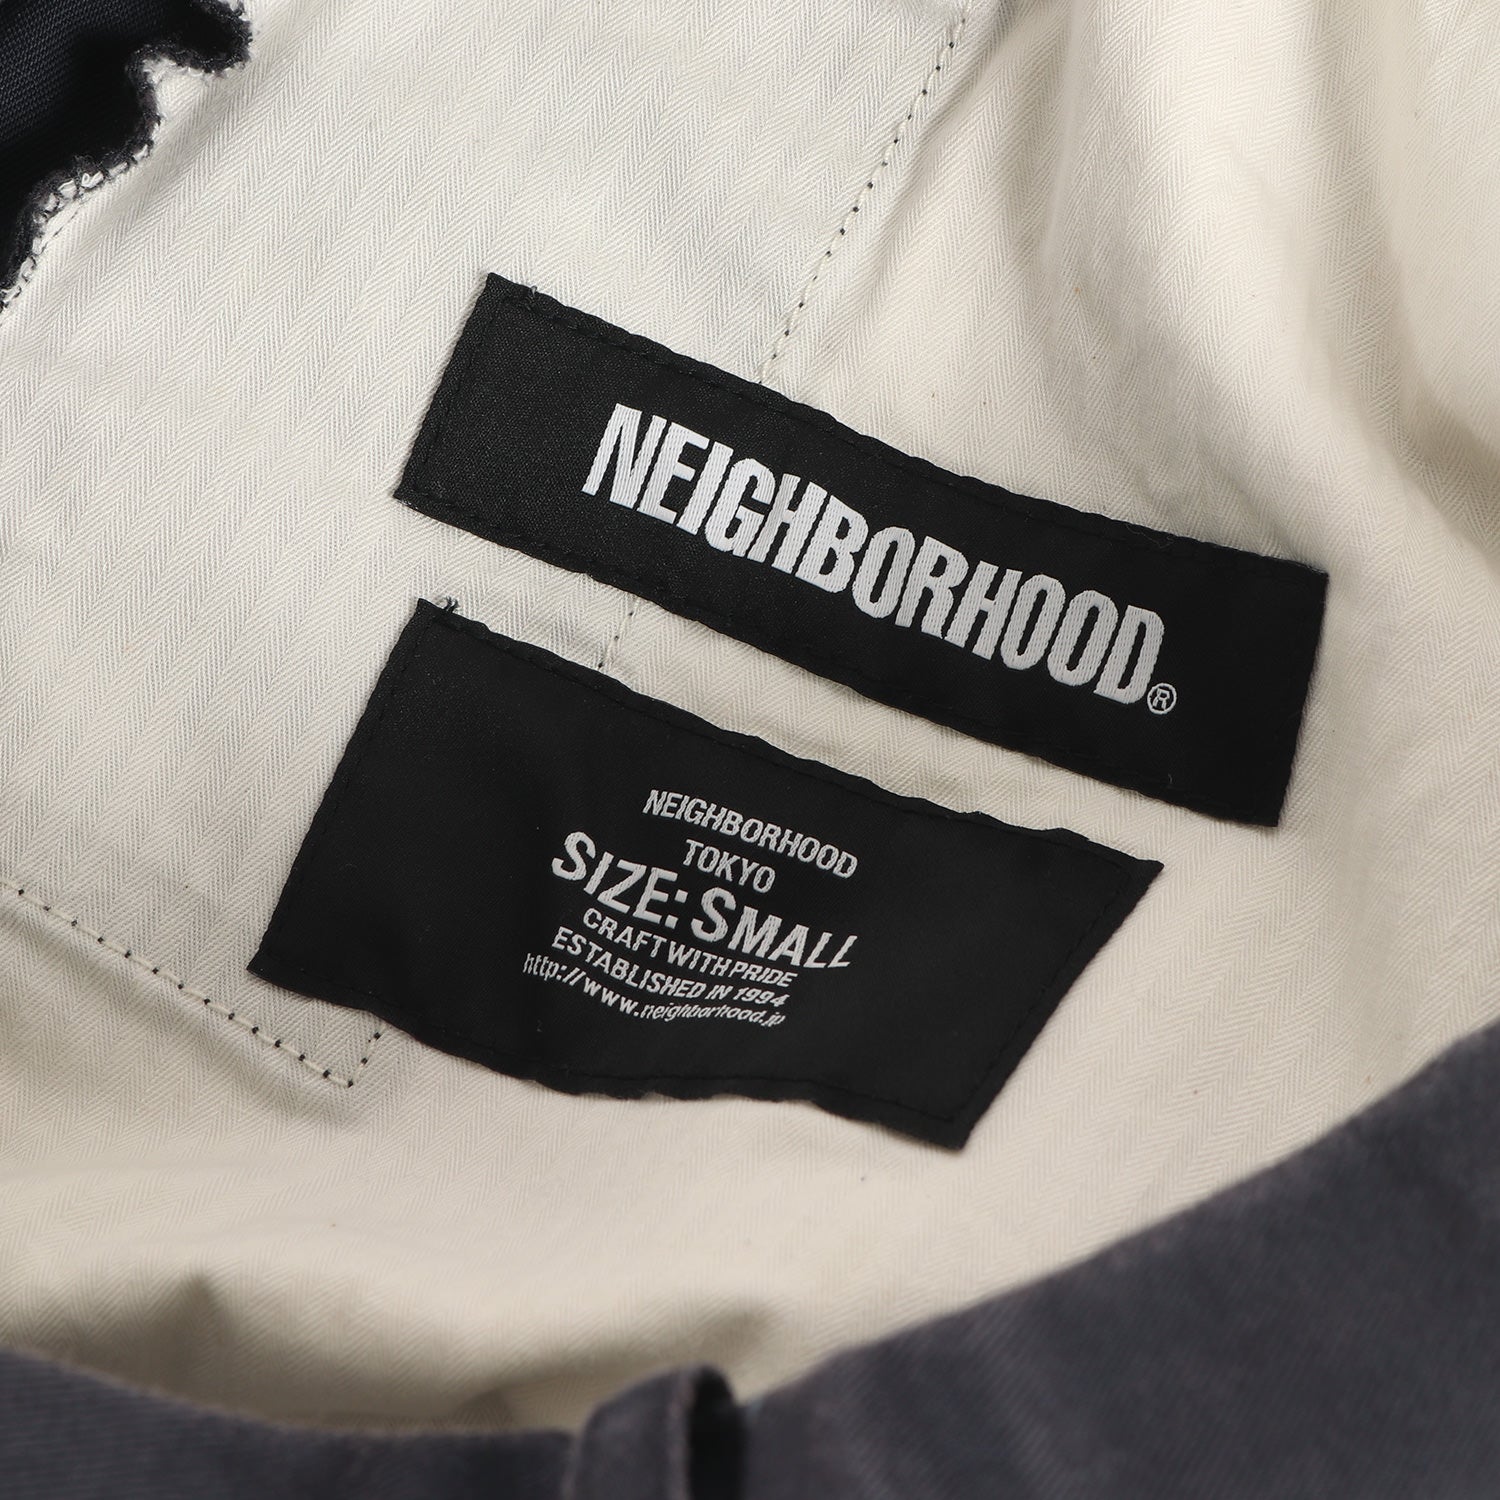 NEIGHBORHOOD®
NEIGHBORHOOD
TOKYO
SIZE: SMALL
CRAFT WITH PRIDE
ESTABLISHED IN 1994
http://www.neighborhood.jp